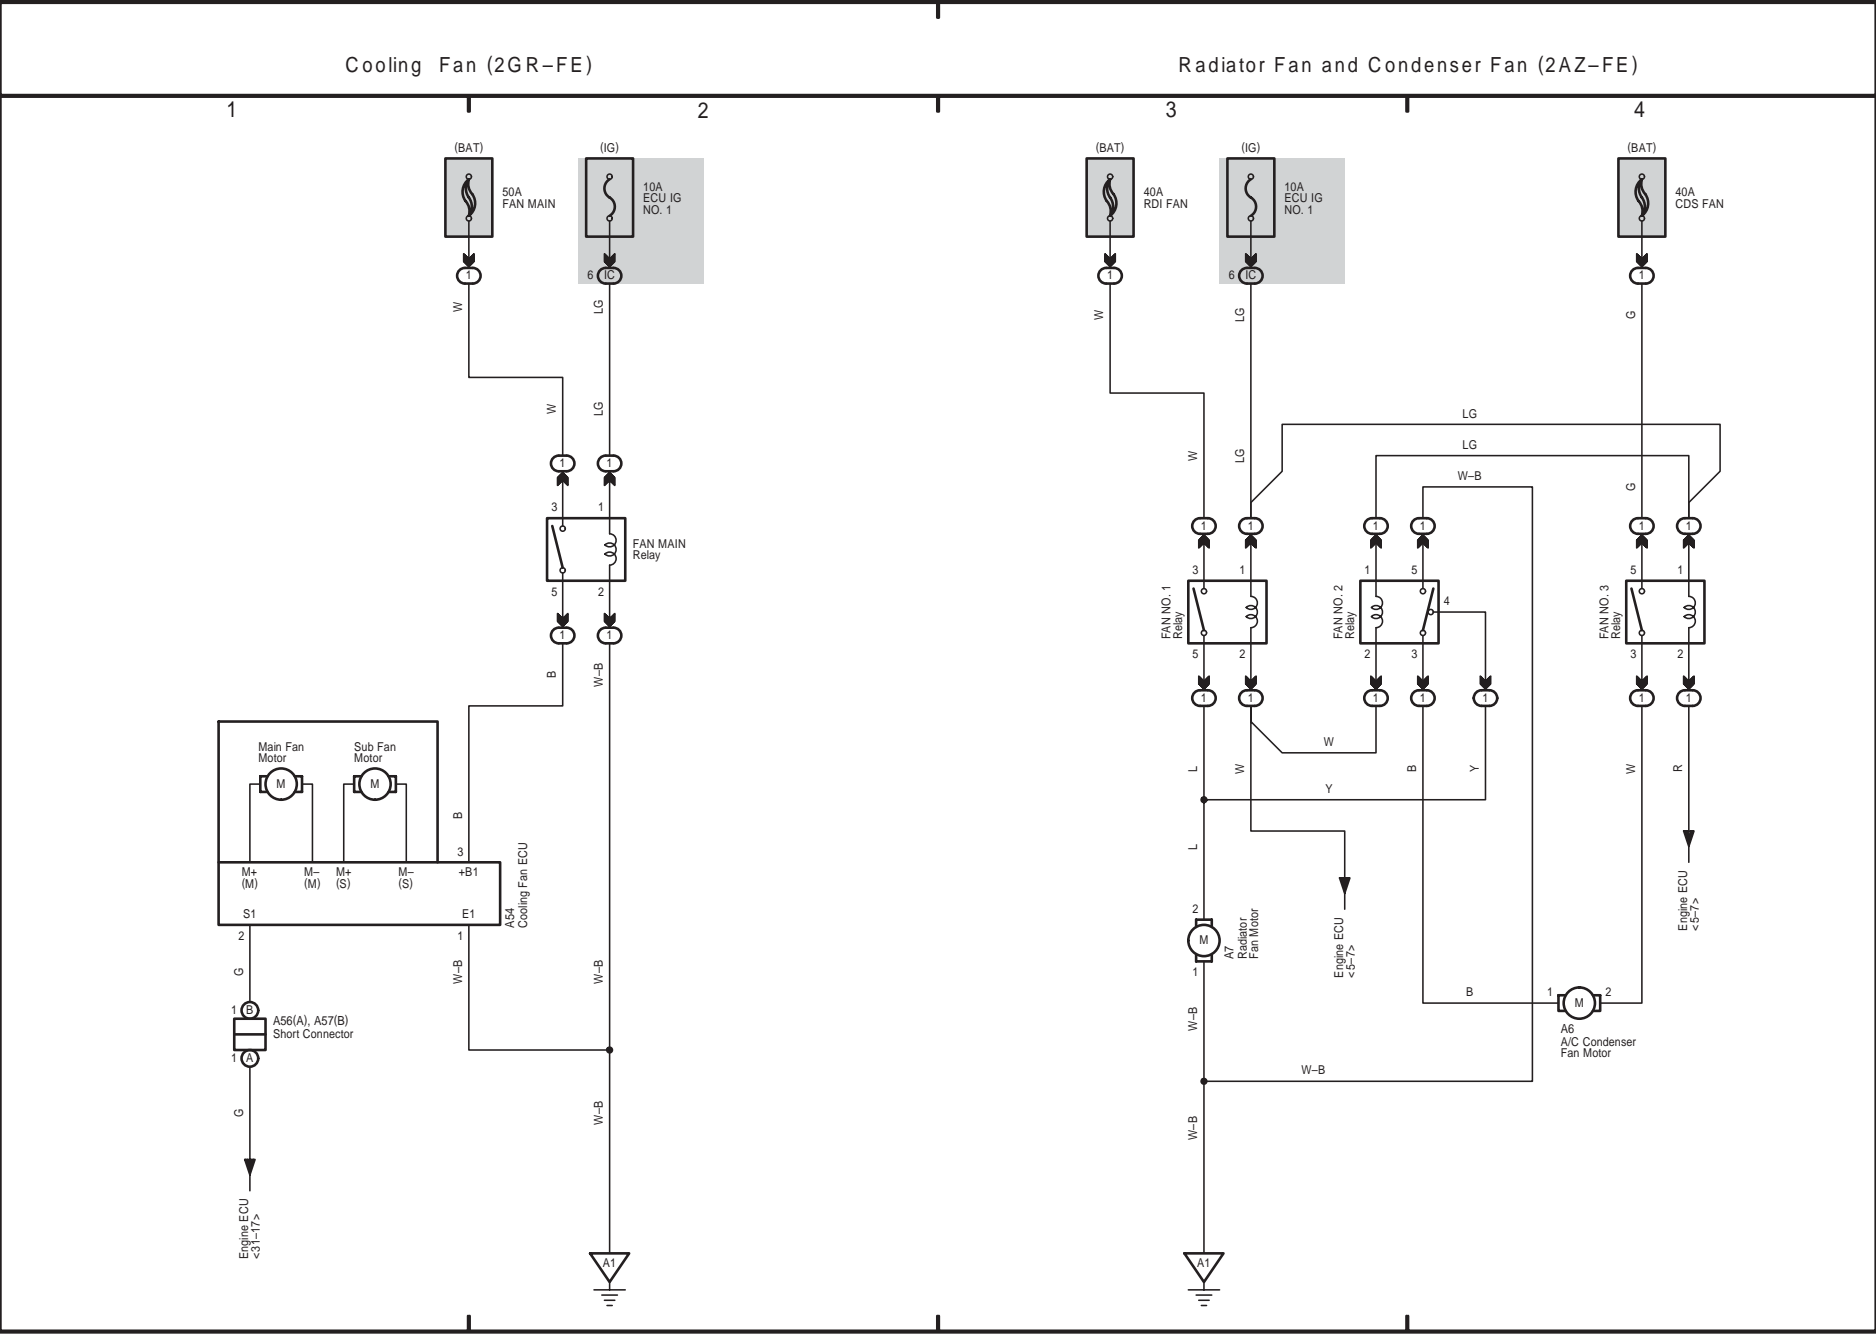 Cooling Fan (2GR–FE)
Radiator Fan and Condenser Fan (2AZ–FE)
1
2
3
4
(BAT)
50A
FAN MAIN
1
W
W
1
3
(IG)
10A
ECU IG
NO. 1
6 IC
LG
LG
1
1
FAN MAIN
Relay
5
2
1
1
B
W–B
Main Fan
Motor
M
Sub Fan
Motor
M
B
3
M+
(M)
M–
(M)
M+
(S)
M–
(S)
+B1
S1
E1
A54
Cooling Fan ECU
2
1
G
W–B
W–B
1 B
A56(A), A57(B)
Short Connector
1 A
G
W–B
Engine ECU
<31–17>
A1
(BAT)
40A
RDI FAN
1
W
W
(IG)
10A
ECU IG
NO. 1
6 IC
LG
LG
(BAT)
40A
CDS FAN
1
G
G
LG
LG
W–B
1
1
1
1
1
1
3
1
1
5
5
1
FAN NO. 1
Relay
FAN NO. 2
Relay
4
FAN NO. 3
Relay
5
2
2
3
3
2
1
1
1
1
1
1
1
W
L
W
B
Y
W
R
Y
L
2
M
1
A7
Radiator
Fan Motor
Engine ECU
<5–7>
Engine ECU
<5–7>
B
1
M
2
A6
A/C Condenser
Fan Motor
W–B
W–B
W–B
A1